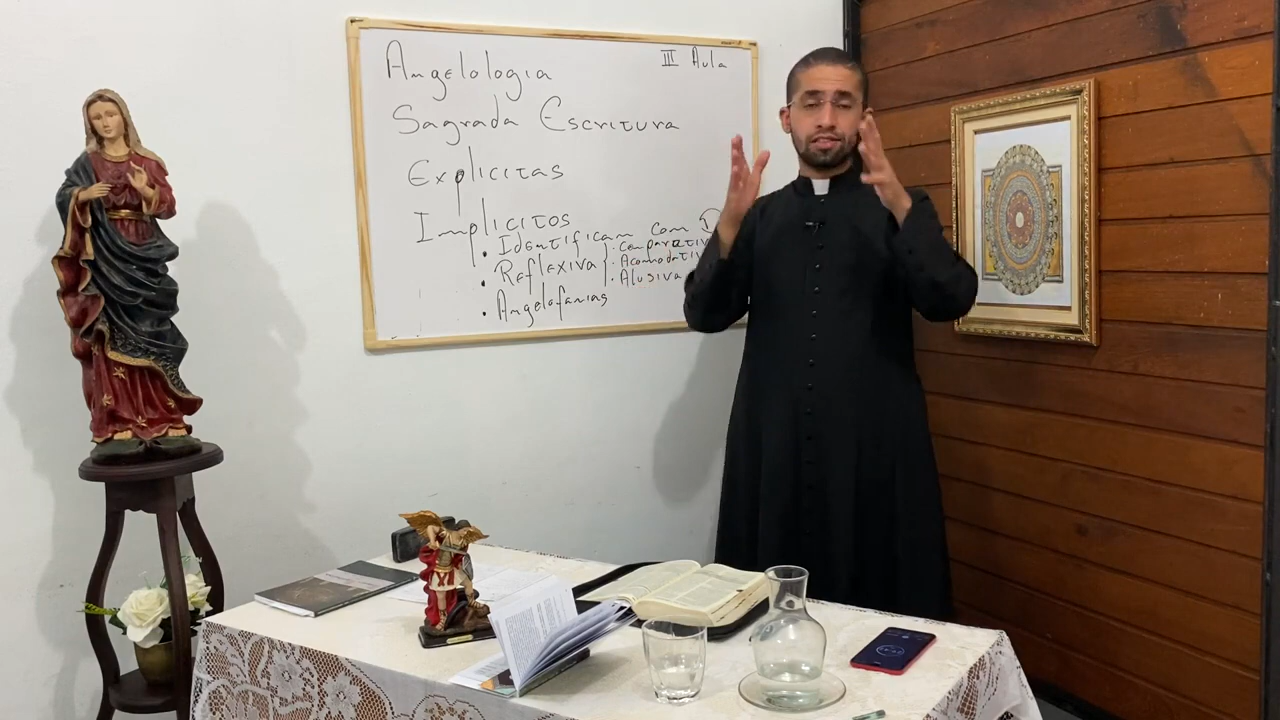 Angelologia
III Aula
Sagrada Escritura
Explicitas
Implicitos
• Identificam com D
• Reflexiva
• Comparativ
• Acomodativ
• Alusiva
• Angelofanias